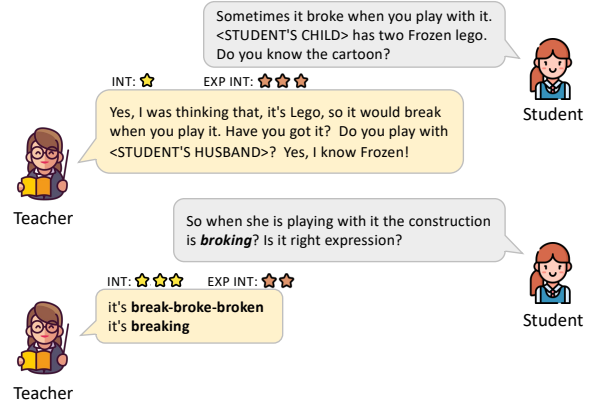 Sometimes it broke when you play with it.
<STUDENT'S CHILD> has two Frozen lego.
Do you know the cartoon?
Student
INT: EXP INT:
Yes, I was thinking that, it's Lego, so it would break
when you play it. Have you got it? Do you play with
<STUDENT'S HUSBAND>? Yes, I know Frozen!
Teacher
So when she is playing with it the construction
is broking? Is it right expression?
Student
INT: EXP INT:
it's break-broke-broken
it's breaking
Teacher